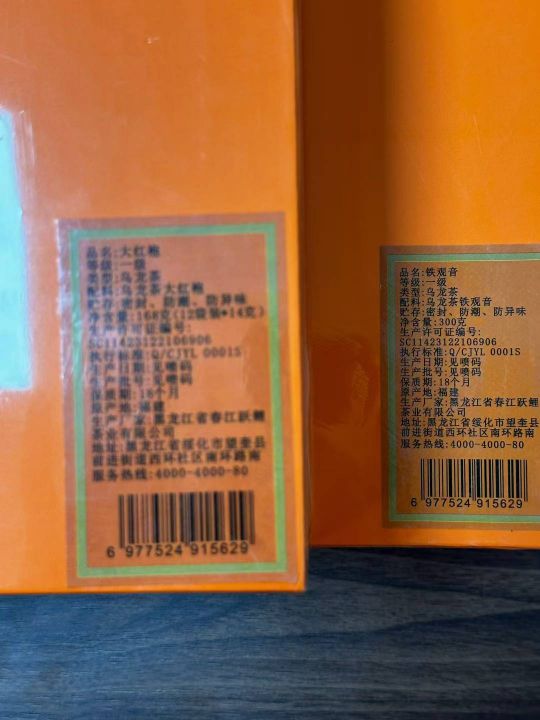 品名:大红袍
等级:一级
类型:乌龙茶
配料:乌龙茶大红袍
贮存:密封、防潮、防异味
净含量:168克(12袋装*14克)
生产许可证编号:
SC11423122106906
执行标准:Q/CJYL 0001S
生产日期:见喷码
生产批号:见喷码
保质期:18个月
原产地:福建
生产厂家:黑龙江省春江跃鲤
茶业有限公司
地址:黑龙江省绥化市望奎县
前进街道西环社区南环路南
服务热线:4000-4000-80
6 977524 915629
品名:铁观音
等级:一级
类型:乌龙茶
配料:乌龙茶铁观音
贮存:密封、防潮、防异味
净含量:300克
生产许可证编号:
SC11423122106906
执行标准:Q/CJYL 0001S
生产日期:见喷码
生产批号:见喷码
保质期:18个月
原产地:福建
生产厂家:黑龙江省春江跃鲤
茶业有限公司
地址:黑龙江省绥化市望奎县
前进街道西环社区南环路南
服务热线:4000-4000-80
6 977524 915629